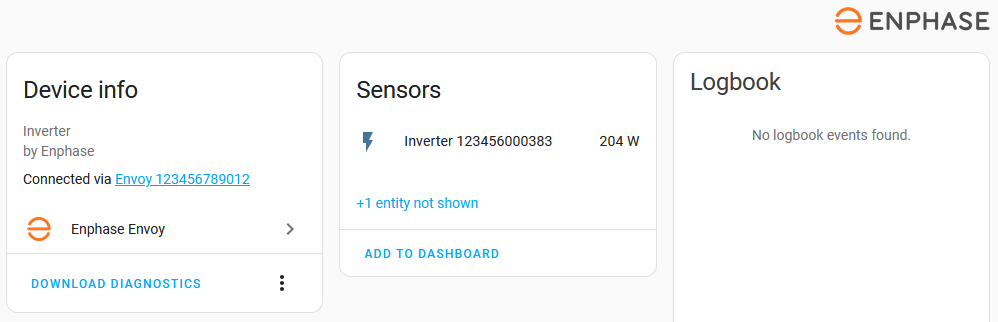 ENPHASE
Device info
Inverter
by Enphase
Connected via Envoy 123456789012
Enphase Envoy
DOWNLOAD DIAGNOSTICS
Sensors
Inverter 123456000383 204 W
+1 entity not shown
ADD TO DASHBOARD
Logbook
No logbook events found.